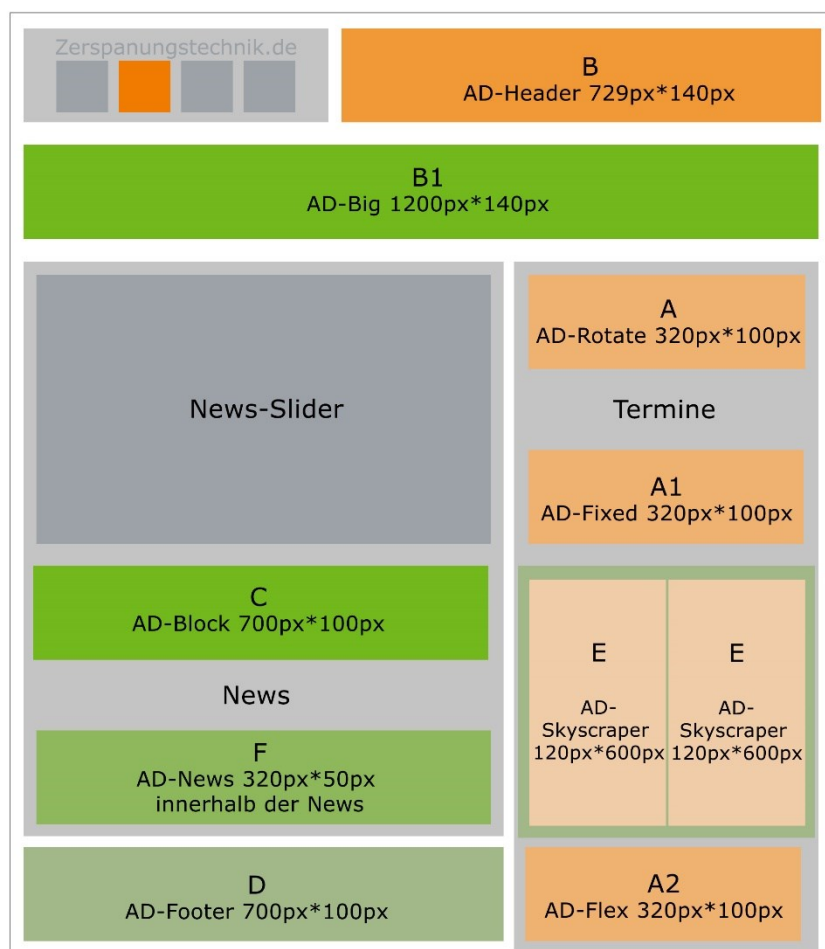 Zerspanungstechnik.de
B
AD-Header 729px*140px
B1
AD-Big 1200px*140px
News-Slider
A
AD-Rotate 320px*100px
Termine
A1
AD-Fixed 320px*100px
C
AD-Block 700px*100px
News
F
AD-News 320px*50px
innerhalb der News
E
AD-
Skyscraper
120px*600px
E
AD-
Skyscraper
120px*600px
D
AD-Footer 700px*100px
A2
AD-Flex 320px*100px